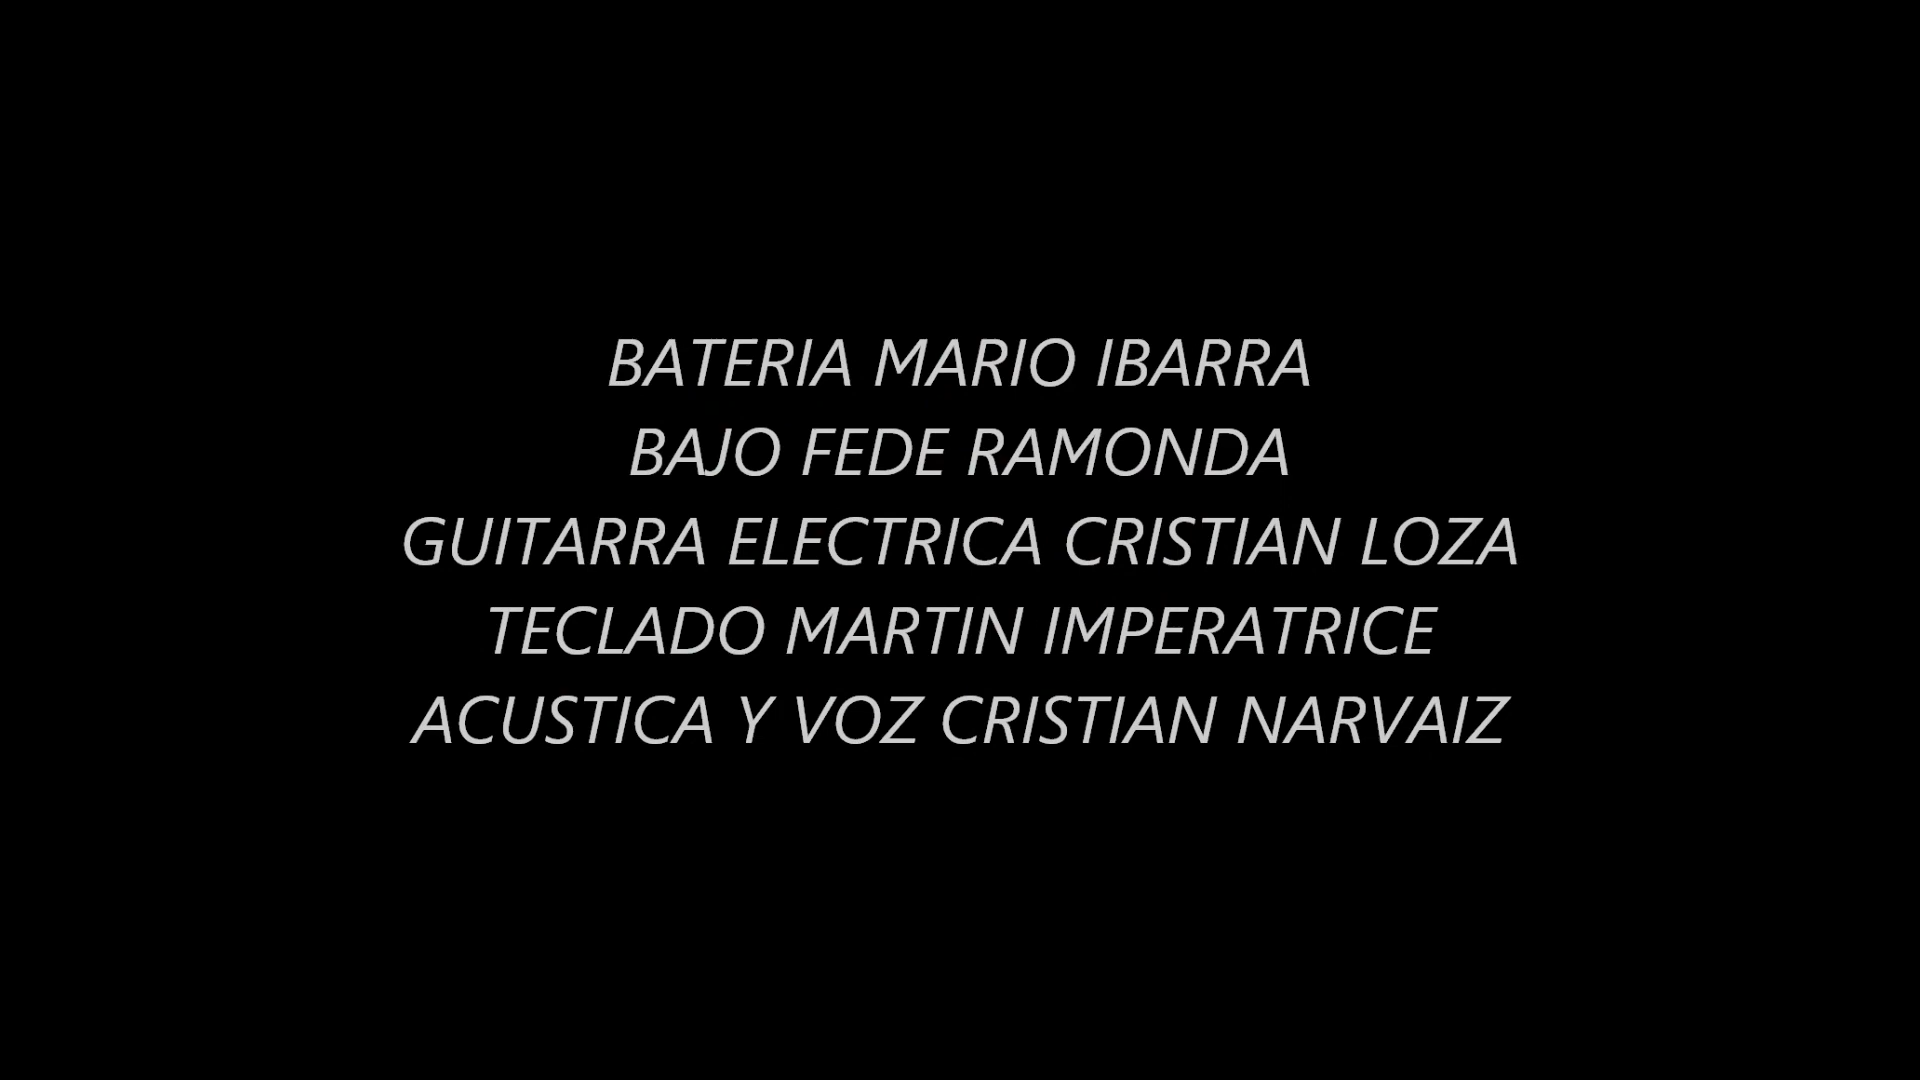 BATERIA MARIO IBARRA
BAJO FEDE RAMONDA
GUITARRA ELECTRICA CRISTIAN LOZA
TECLADO MARTIN IMPERATRICE
ACUSTICA Y VOZ CRISTIAN NARVAIZ